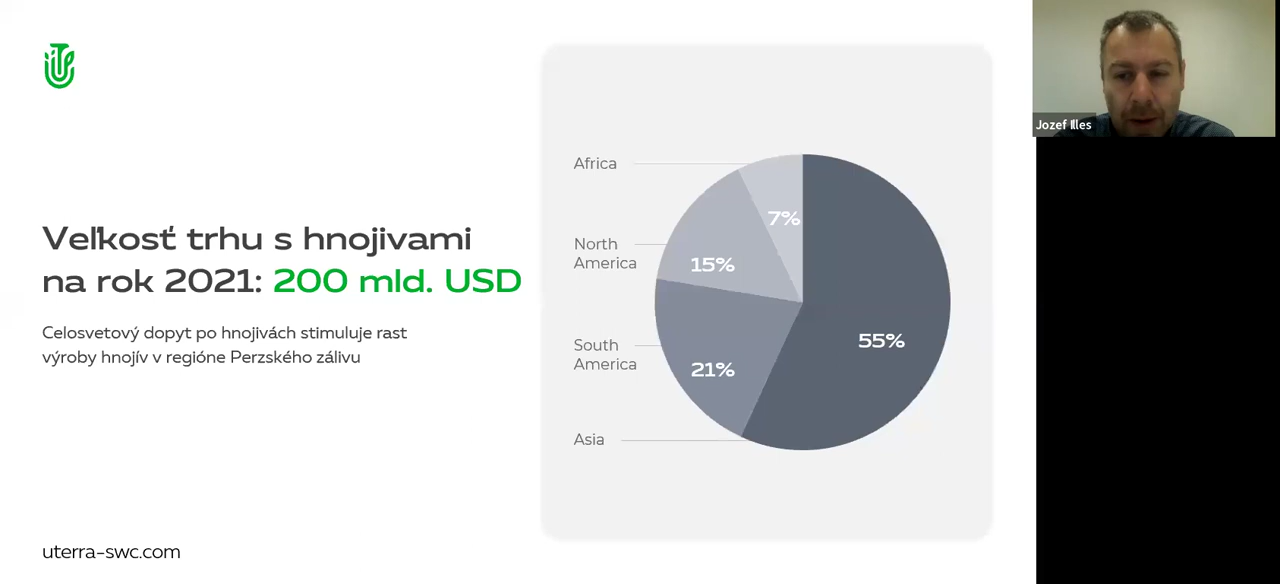 Veľkosť trhu s hnojivami
na rok 2021: 200 mld. USD
Celosvetový dopyt po hnojivách stimuluje rast
výroby hnojív v regióne Perzského zálivu
uterra-swc.com
Africa
North
America
South
America
Asia
7%
15%
21%
55%
Jozef Illes